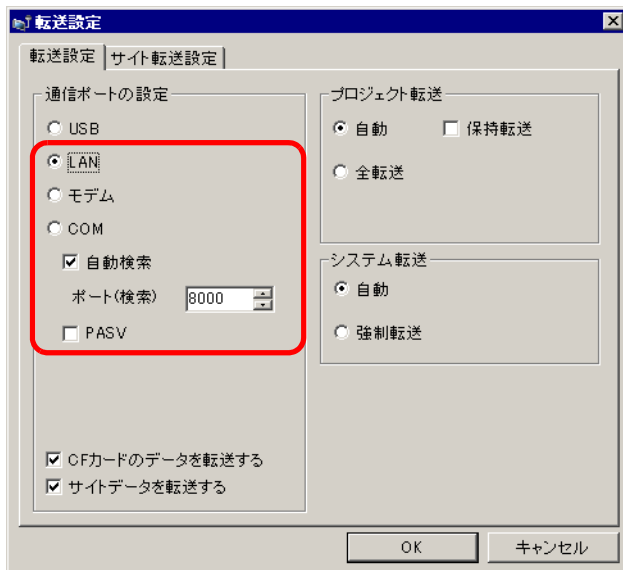 転送設定
転送設定 サイト転送設定
通信ポートの設定
USB
LAN
モデム
COM
自動検索
ポート(検索) 8000
PASV
CFカードのデータを転送する
サイトデータを転送する
プロジェクト転送
自動 保持転送
全転送
システム転送
自動
強制転送
OK キャンセル